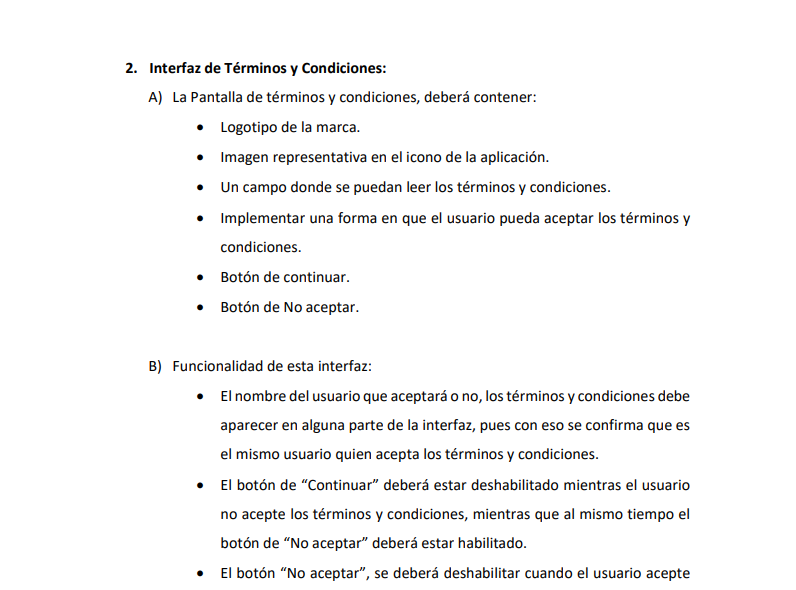 2. Interfaz de Términos y Condiciones:
A) La Pantalla de términos y condiciones, deberá contener:
• Logotipo de la marca.
• Imagen representativa en el icono de la aplicación.
• Un campo donde se puedan leer los términos y condiciones.
• Implementar una forma en que el usuario pueda aceptar los términos y
condiciones.
• Botón de continuar.
• Botón de No aceptar.
B) Funcionalidad de esta interfaz:
• El nombre del usuario que aceptará o no, los términos y condiciones debe
aparecer en alguna parte de la interfaz, pues con eso se confirma que es
el mismo usuario quien acepta los términos y condiciones.
• El botón de “Continuar” deberá estar deshabilitado mientras el usuario
no acepte los términos y condiciones, mientras que al mismo tiempo el
botón de “No aceptar” deberá estar habilitado.
• El botón “No aceptar”, se deberá deshabilitar cuando el usuario acepte